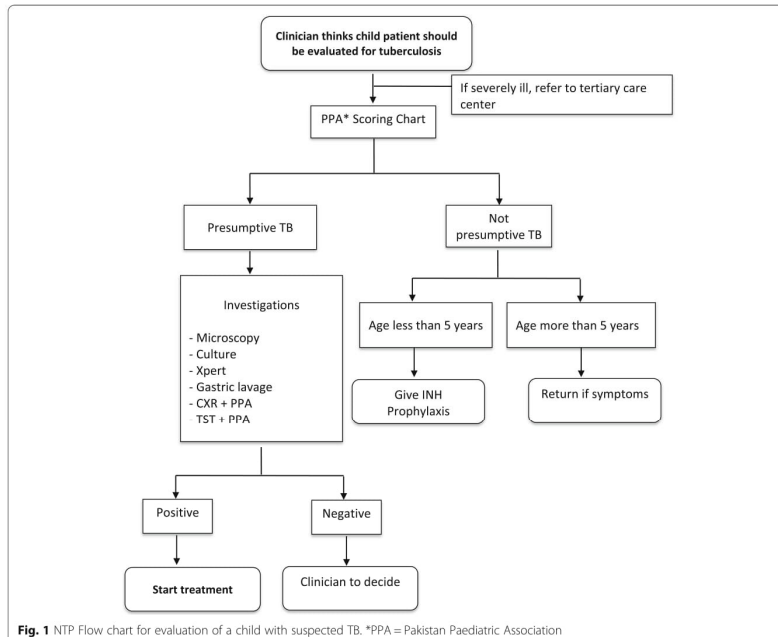 Clinician thinks child patient should
be evaluated for tuberculosis
If severely ill, refer to tertiary care
center
PPA* Scoring Chart
Presumptive TB
Not
presumptive TB
Investigations
- Microscopy
- Culture
- Xpert
- Gastric lavage
- CXR + PPA
TST + PPA
Age less than 5 years
Age more than 5 years
Give INH
Prophylaxis
Return if symptoms
Positive
Negative
Start treatment
Clinician to decide
Fig. 1 NTP Flow chart for evaluation of a child with suspected TB. *PPA = Pakistan Paediatric Association